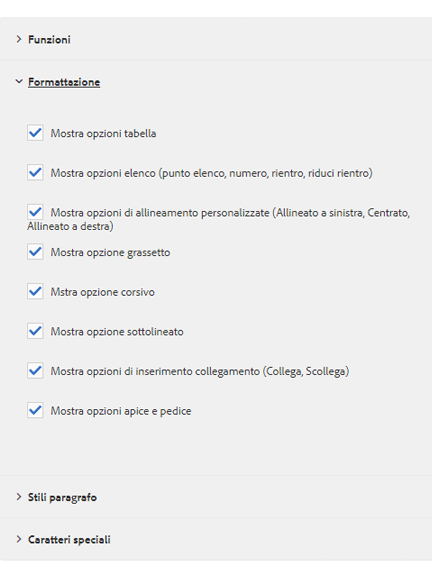 Funzioni
Formattazione
Mostra opzioni tabella
Mostra opzioni elenco (punto elenco, numero, rientro, riduci rientro)
Mostra opzioni di allineamento personalizzate (Allineato a sinistra, Centrato,
Allineato a destra)
Mostra opzione grassetto
Mstra opzione corsivo
Mostra opzione sottolineato
Mostra opzioni di inserimento collegamento (Collega, Scollega)
Mostra opzioni apice e pedice
Stili paragrafo
Caratteri speciali